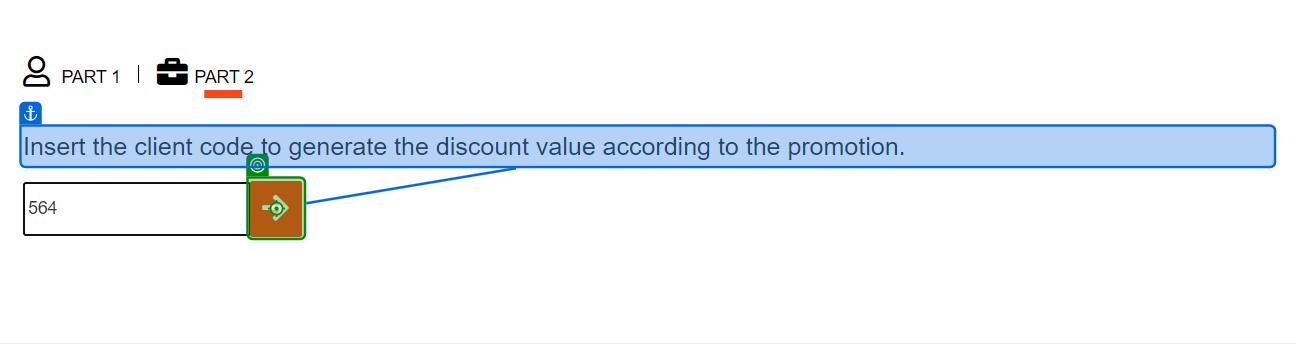 PART 1 | PART 2
Insert the client code to generate the discount value according to the promotion.
564